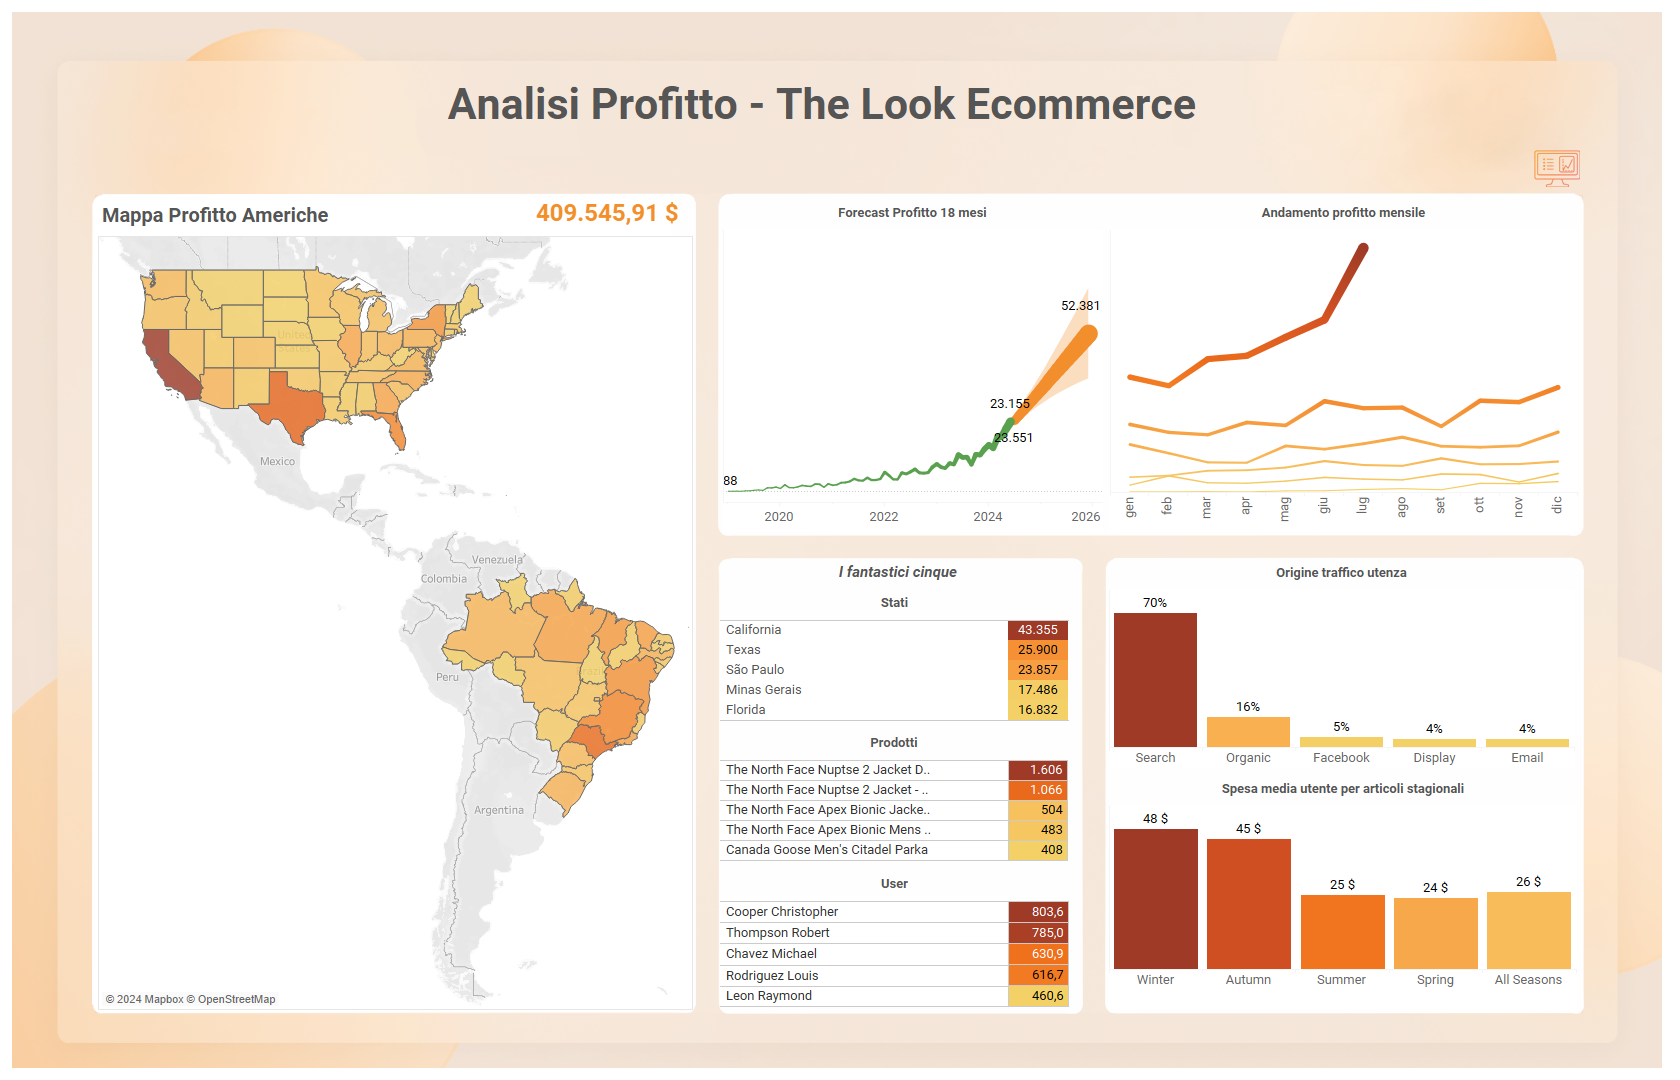 Analisi Profitto - The Look Ecommerce
Mappa Profitto Americhe
409.545,91 $
United
States
Mexico
Venezuela
Colombia
Peru
Argentina
© 2024 Mapbox © OpenStreetMap
Forecast Profitto 18 mesi
52.381
23.155
23.551
88
2020
2022
2024
2026
Andamento profitto mensile
gen
feb
mar
apr
mag
giu
lug
ago
set
ott
nov
dic
I fantastici cinque
Stati
California 43.355
Texas 25.900
São Paulo 23.857
Minas Gerais 17.486
Florida 16.832
Prodotti
The North Face Nuptse 2 Jacket D.. 1.606
The North Face Nuptse 2 Jacket - .. 1.066
The North Face Apex Bionic Jacke.. 504
The North Face Apex Bionic Mens .. 483
Canada Goose Men's Citadel Parka 408
User
Cooper Christopher 803,6
Thompson Robert 785,0
Chavez Michael 630,9
Rodriguez Louis 616,7
Leon Raymond 460,6
Origine traffico utenza
70%
16%
5%
4%
4%
Search
Organic
Facebook
Display
Email
Spesa media utente per articoli stagionali
48 $
45 $
25 $
24 $
26 $
Winter
Autumn
Summer
Spring
All Seasons